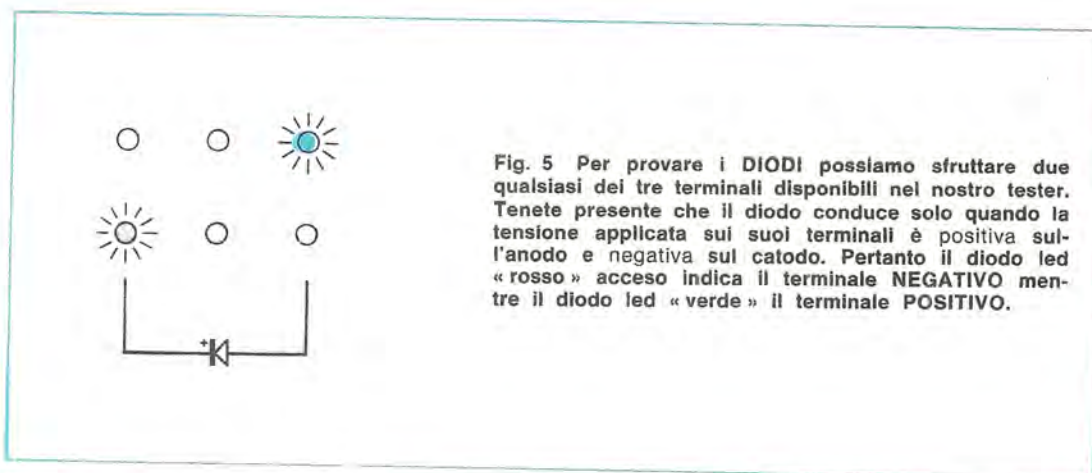 Fig. 5 Per provare i DIODI possiamo sfruttare due
qualsiasi dei tre terminali disponibili nel nostro tester.
Tenete presente che il diodo conduce solo quando la
tensione applicata sui suoi terminali è positiva sul-
l'anodo e negativa sul catodo. Pertanto il diodo led
« rosso » acceso indica il terminale NEGATIVO men-
tre il diodo led « verde » il terminale POSITIVO.
+